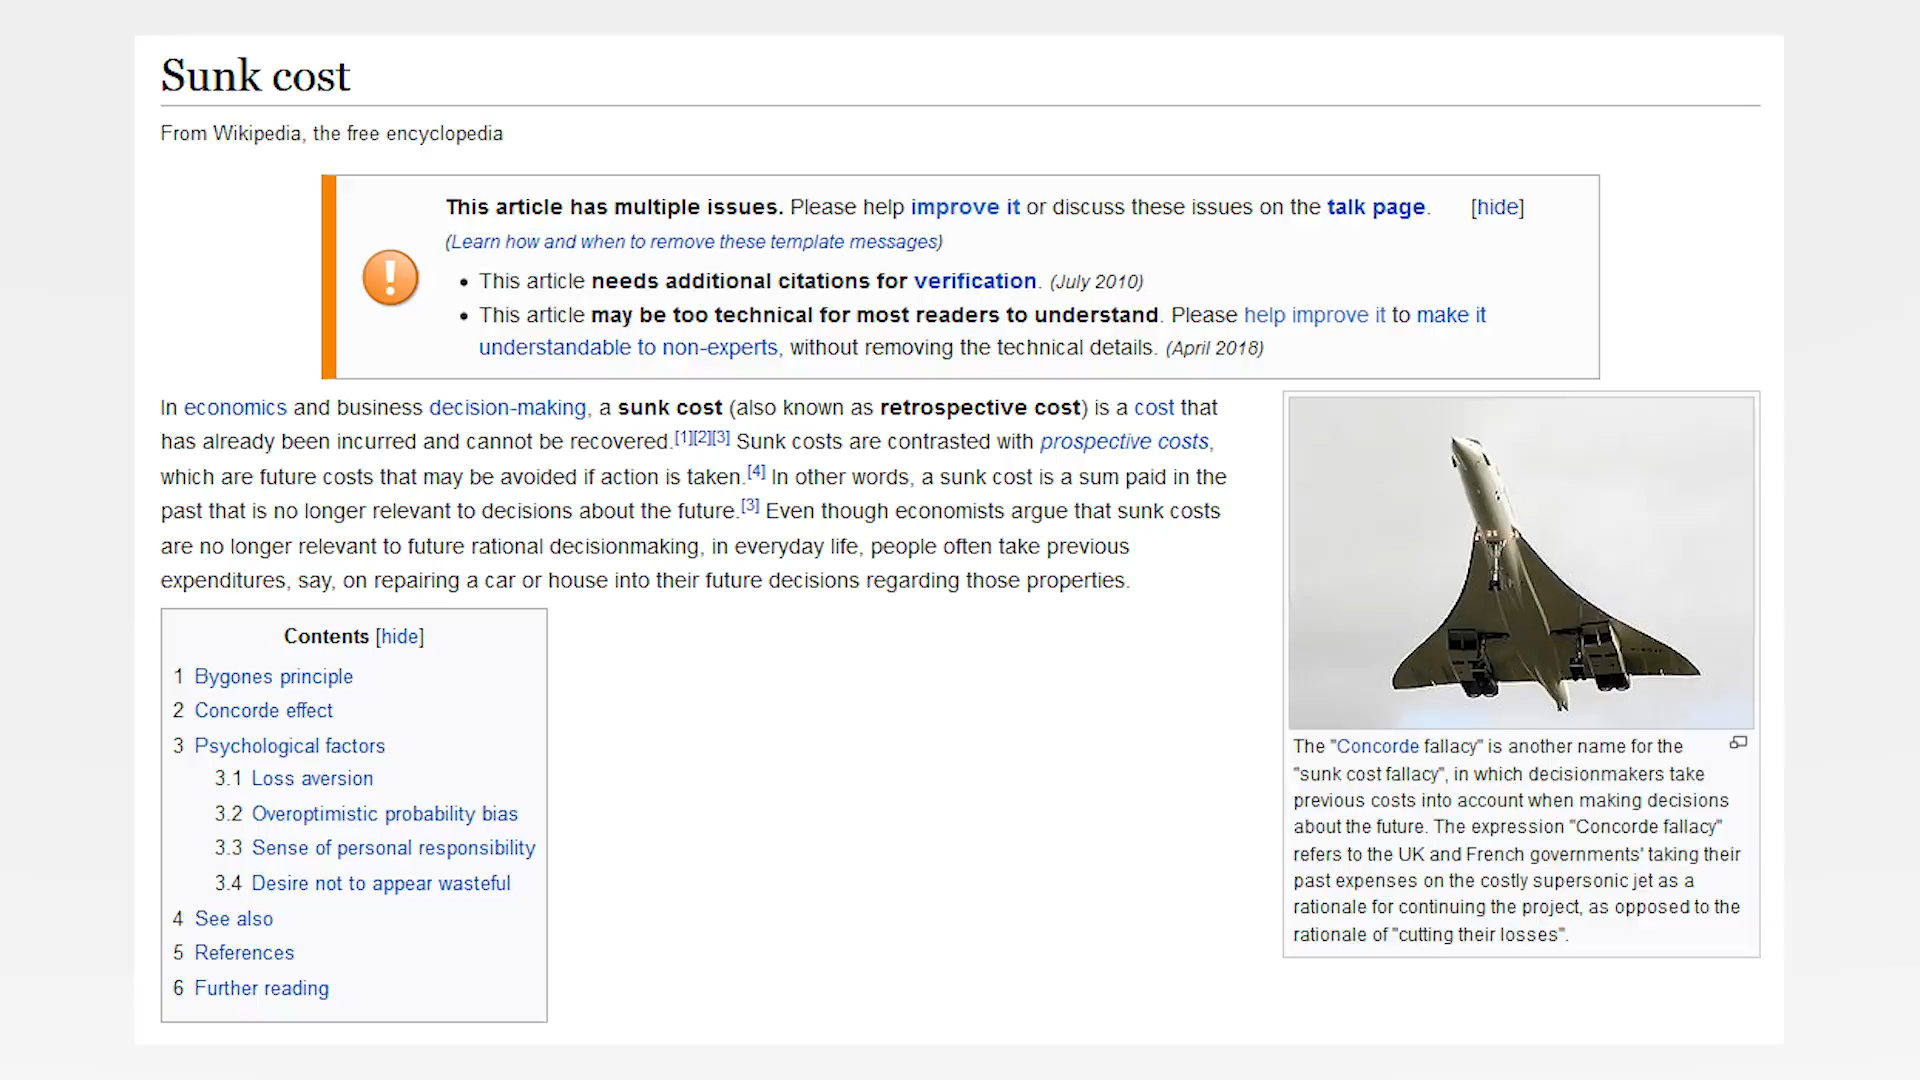 Sunk cost
From Wikipedia, the free encyclopedia
This article has multiple issues. Please help improve it or discuss these issues on the talk page. [hide]
(Learn how and when to remove these template messages)
• This article needs additional citations for verification. (July 2010)
• This article may be too technical for most readers to understand. Please help improve it to make it
understandable to non-experts, without removing the technical details. (April 2018)
In economics and business decision-making, a sunk cost (also known as retrospective cost) is a cost that
has already been incurred and cannot be recovered.[1][2][3] Sunk costs are contrasted with prospective costs,
which are future costs that may be avoided if action is taken.[4] In other words, a sunk cost is a sum paid in the
past that is no longer relevant to decisions about the future.[3] Even though economists argue that sunk costs
are no longer relevant to future rational decisionmaking, in everyday life, people often take previous
expenditures, say, on repairing a car or house into their future decisions regarding those properties.
Contents [hide]
1 Bygones principle
2 Concorde effect
3 Psychological factors
3.1 Loss aversion
3.2 Overoptimistic probability bias
3.3 Sense of personal responsibility
3.4 Desire not to appear wasteful
4 See also
5 References
6 Further reading
The "Concorde fallacy" is another name for the
"sunk cost fallacy", in which decisionmakers take
previous costs into account when making decisions
about the future. The expression "Concorde fallacy"
refers to the UK and French governments' taking their
past expenses on the costly supersonic jet as a
rationale for continuing the project, as opposed to the
rationale of "cutting their losses".